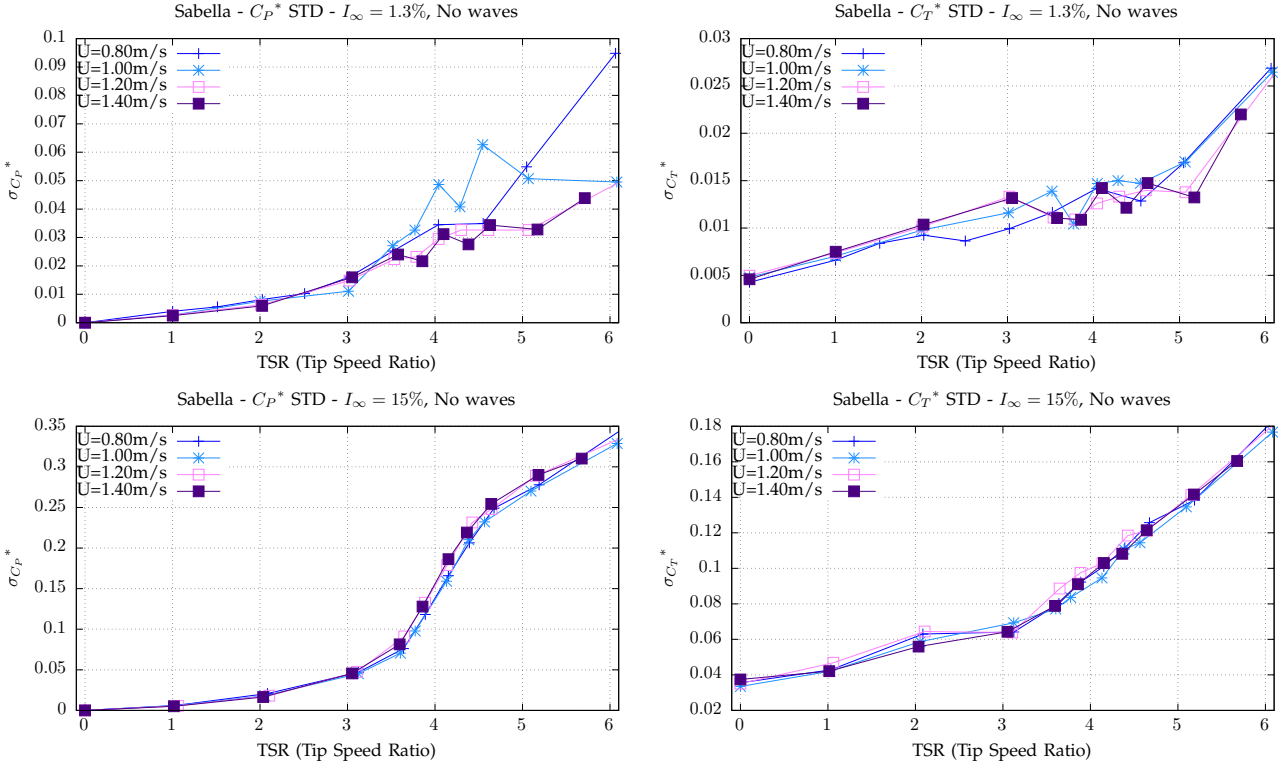 Sabella - C_P* STD - I_∞ = 1.3%, No waves
0.1
0.09
0.08
0.07
0.06
0.05
0.04
0.03
0.02
0.01
0
σ_{C_P}*
U=0.80m/s
U=1.00m/s
U=1.20m/s
U=1.40m/s
0 1 2 3 4 5 6
TSR (Tip Speed Ratio)
Sabella - C_T* STD - I_∞ = 1.3%, No waves
0.03
0.025
0.02
0.015
0.01
0.005
0
σ_{C_T}*
U=0.80m/s
U=1.00m/s
U=1.20m/s
U=1.40m/s
0 1 2 3 4 5 6
TSR (Tip Speed Ratio)
Sabella - C_P* STD - I_∞ = 15%, No waves
0.35
0.3
0.25
0.2
0.15
0.1
0.05
0
σ_{C_P}*
U=0.80m/s
U=1.00m/s
U=1.20m/s
U=1.40m/s
0 1 2 3 4 5 6
TSR (Tip Speed Ratio)
Sabella - C_T* STD - I_∞ = 15%, No waves
0.18
0.16
0.14
0.12
0.1
0.08
0.06
0.04
0.02
σ_{C_T}*
U=0.80m/s
U=1.00m/s
U=1.20m/s
U=1.40m/s
0 1 2 3 4 5 6
TSR (Tip Speed Ratio)